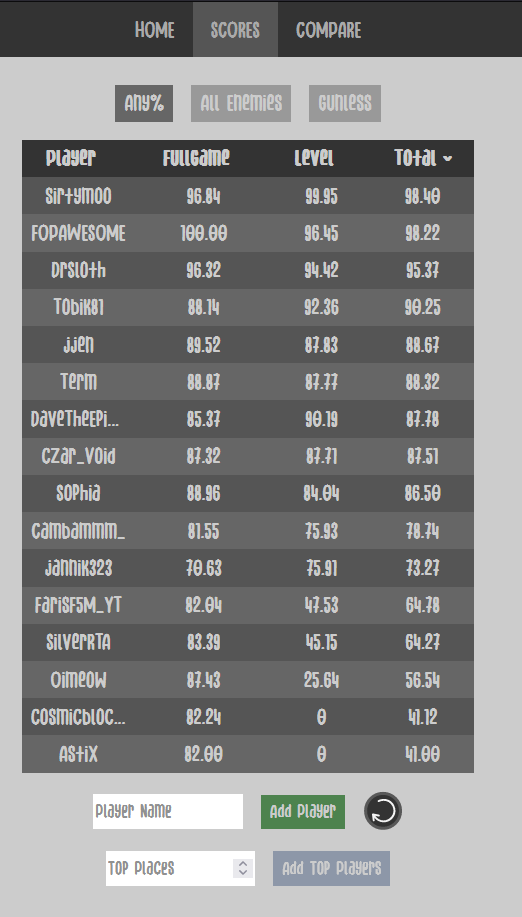 HOME SCORES COMPARE
Any% All Enemies Gunless
Player Fullgame Level Total
Sirtymoo 96.84 99.95 98.40
FOPAWESOME 100.00 96.45 98.22
DrSloth 96.32 94.42 95.37
Tobik81 88.14 92.36 90.25
jjen 89.52 87.83 88.67
Term 88.87 87.77 88.32
DaveTheEpi... 85.37 90.19 87.78
Czar_Void 87.32 87.71 87.51
Sophia 88.96 84.04 86.50
Cambammm_ 81.55 75.93 78.74
jannik323 70.63 75.91 73.27
FarisF5M_YT 82.04 47.53 64.78
SilverRTA 83.39 45.15 64.27
Oimeow 87.43 25.64 56.54
Cosmicbloc... 82.24 0 41.12
Astix 82.00 0 41.00
Player Name Add Player
TOP Places Add TOP Players